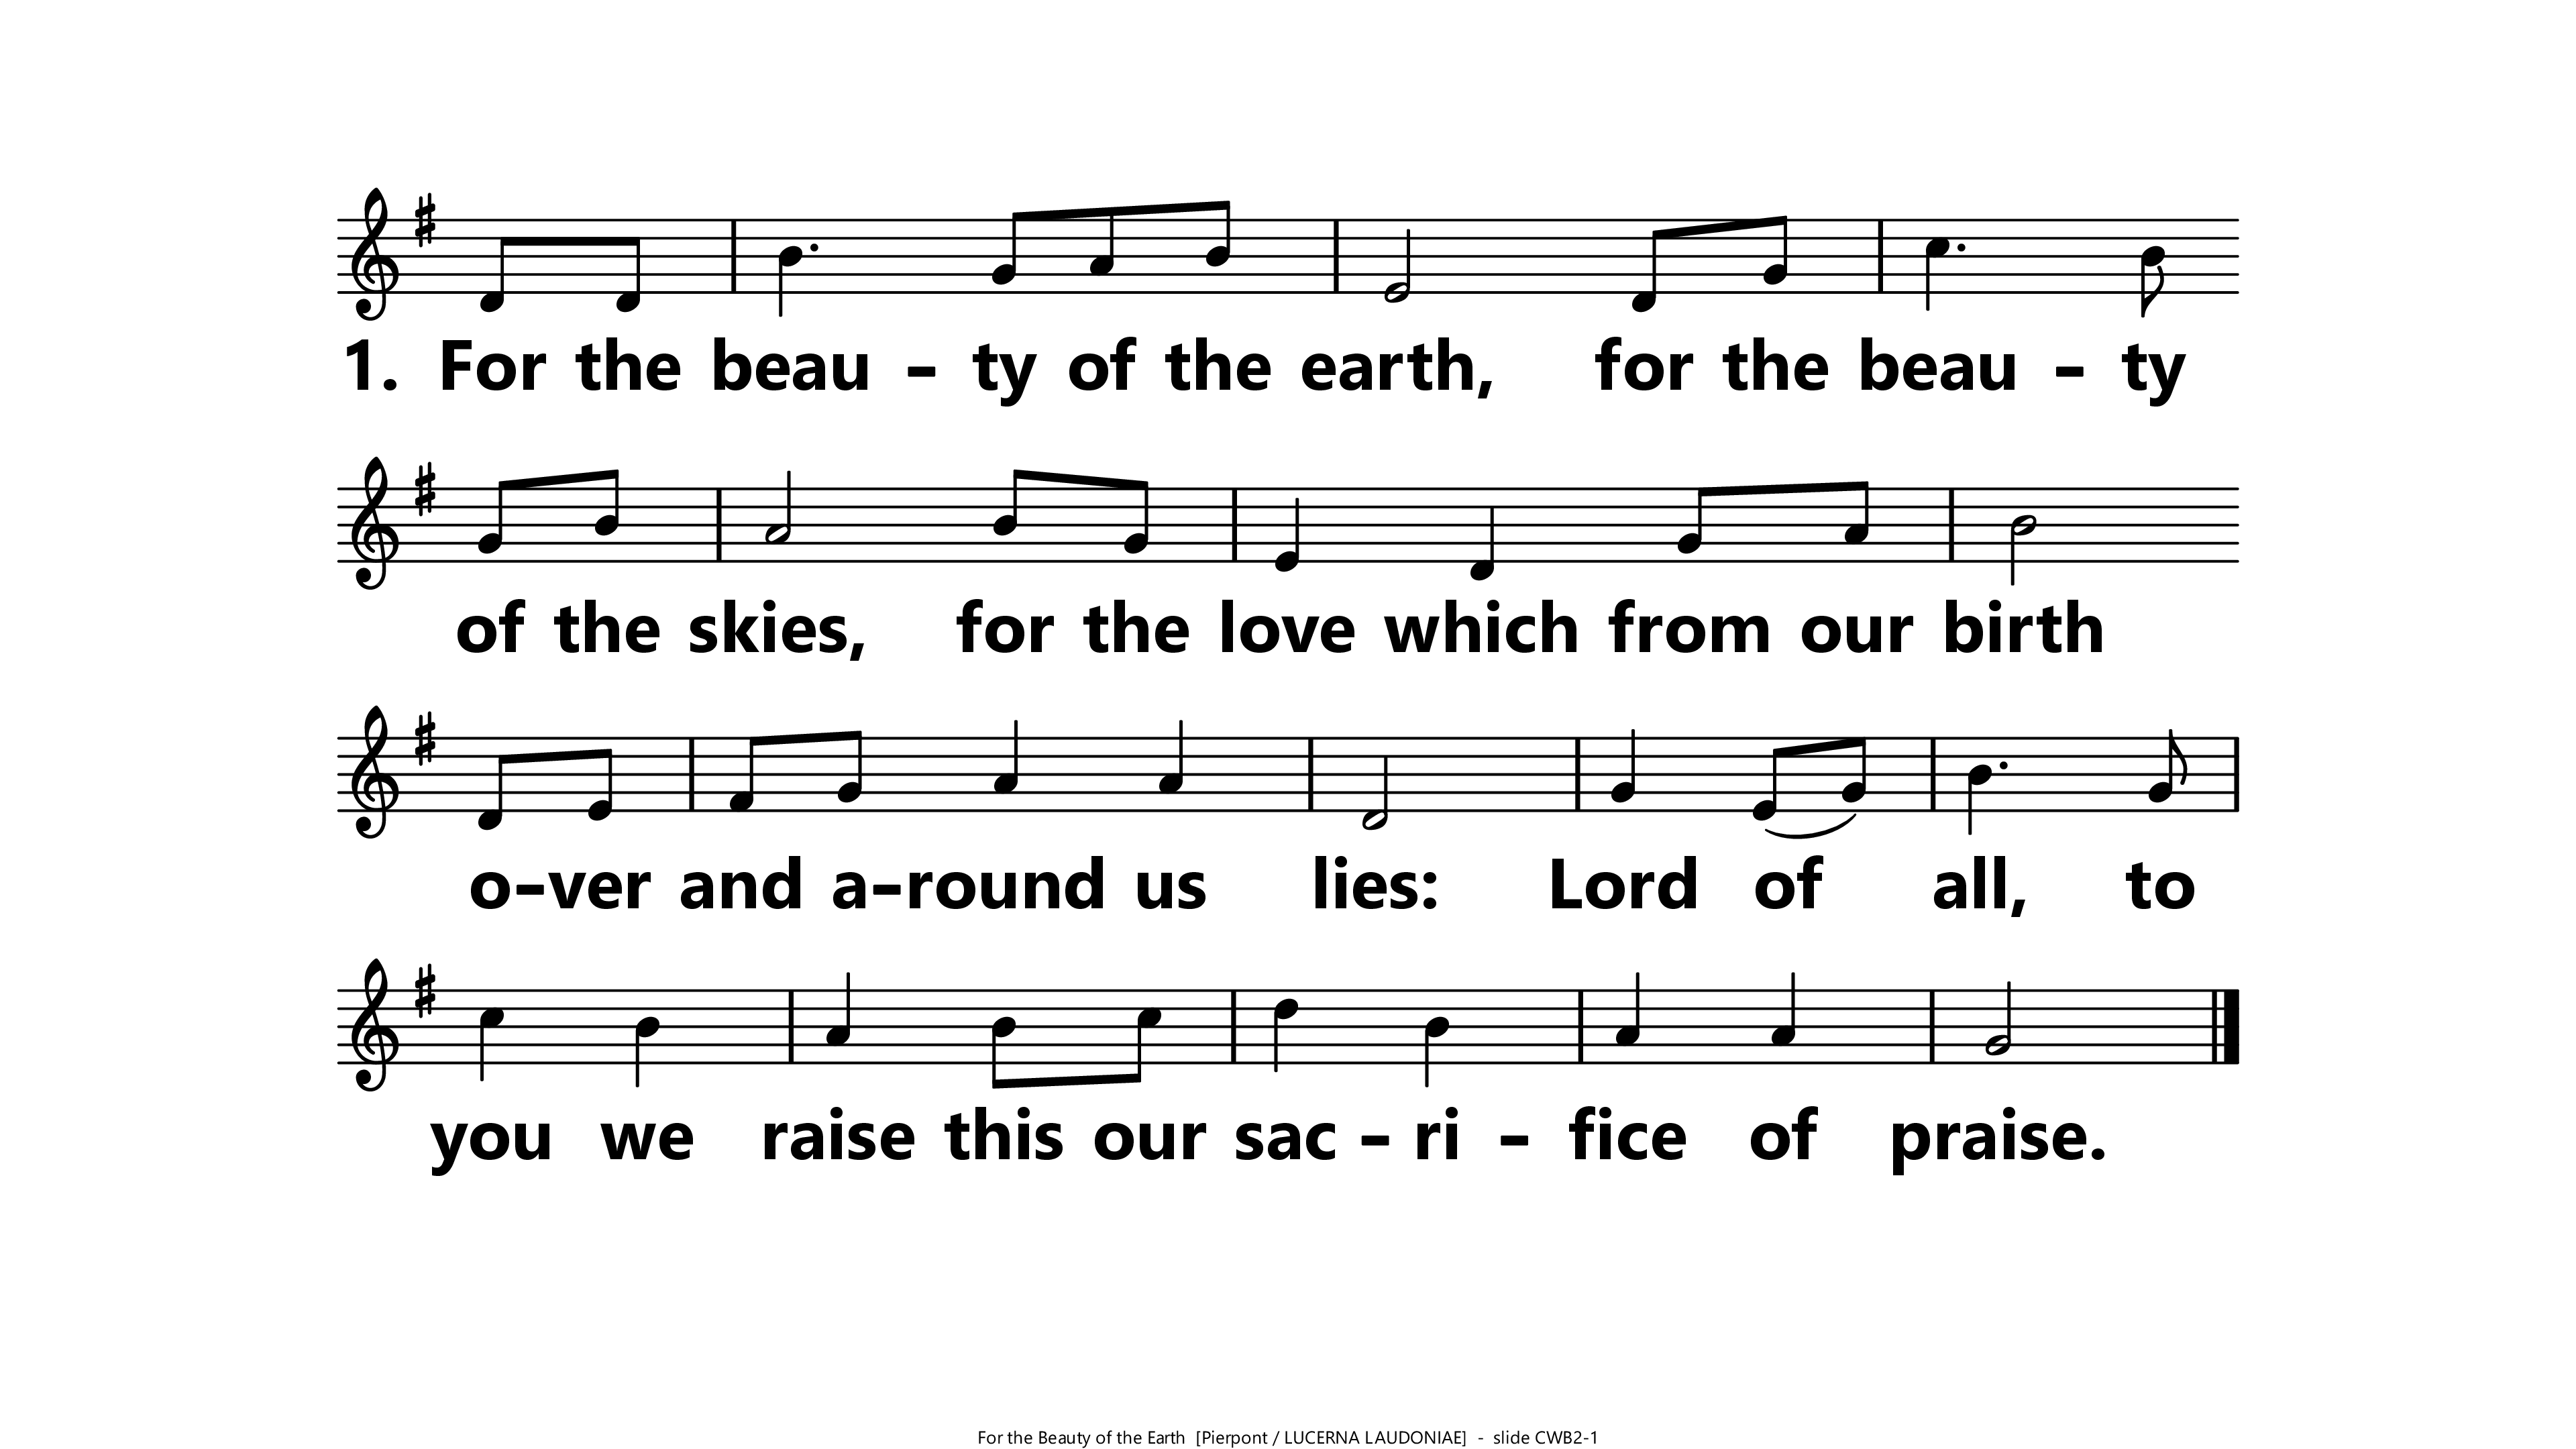 1. For the beau - ty of the earth, for the beau - ty
of the skies, for the love which from our birth
o-ver and a-round us lies: Lord of all, to
you we raise this our sac - ri - fice of praise.
For the Beauty of the Earth [Pierpont / LUCERNA LAUDONIAE] - slide CWB2-1